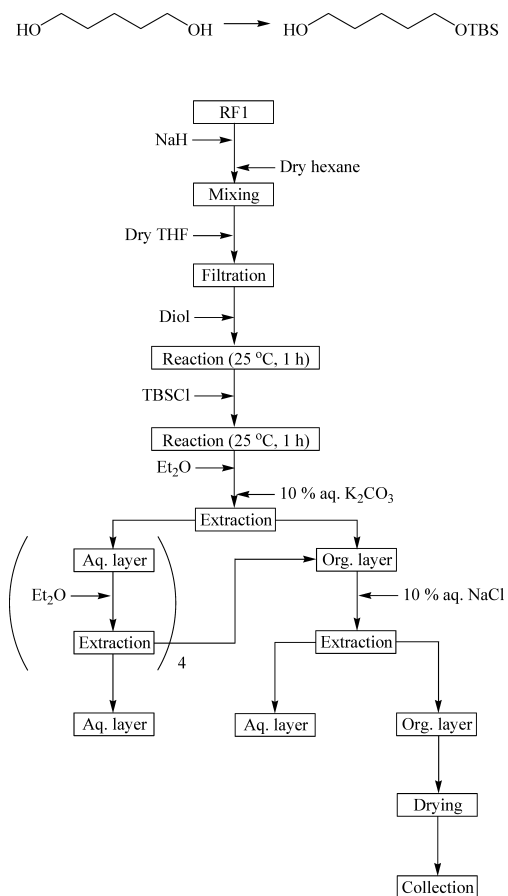 HO OH HO OTBS
RF1
NaH
Dry hexane
Mixing
Dry THF
Filtration
Diol
Reaction (25 °C, 1 h)
TBSCl
Reaction (25 °C, 1 h)
Et₂O
10 % aq. K₂CO₃
Extraction
Aq. layer Org. layer
Et₂O 10 % aq. NaCl
Extraction Extraction
4
Aq. layer Aq. layer Org. layer
Drying
Collection